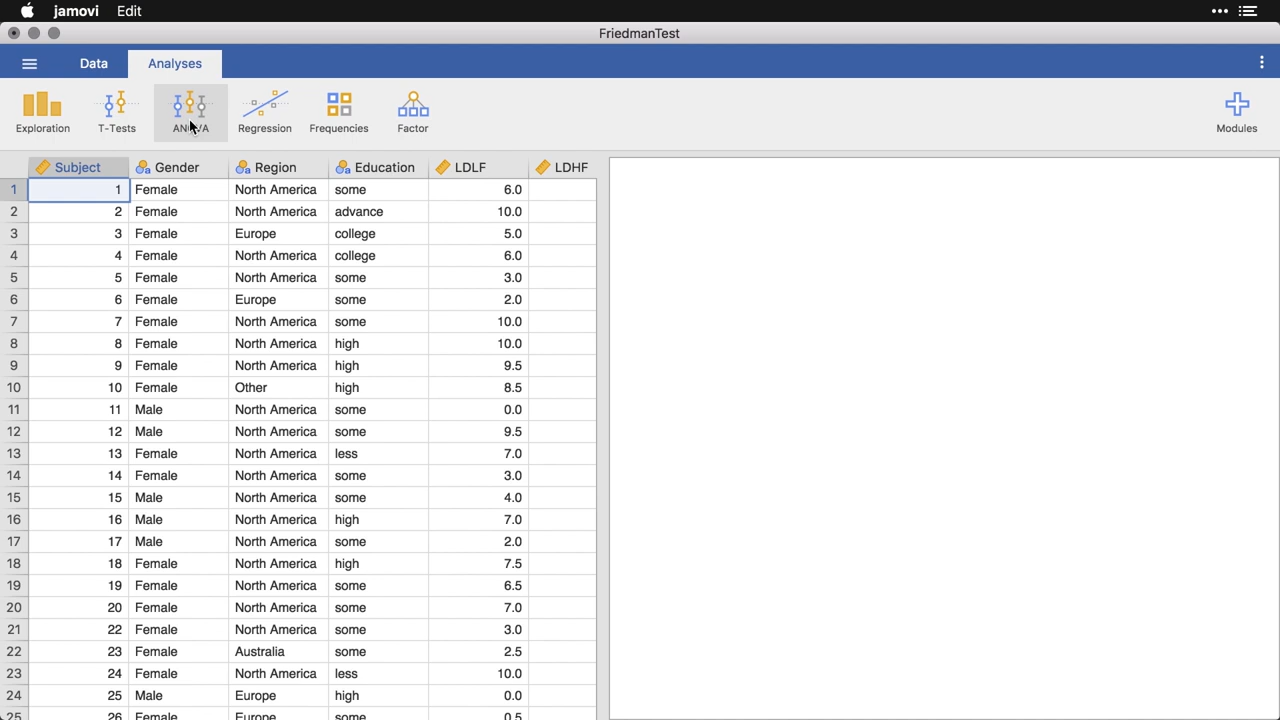 jamovi Edit
FriedmanTest
Data Analyses
Exploration T-Tests ANOVA Regression Frequencies Factor Modules
Subject Gender Region Education LDLF LDHF
1 1 Female North America some 6.0
2 2 Female North America advance 10.0
3 3 Female Europe college 5.0
4 4 Female North America college 6.0
5 5 Female North America some 3.0
6 6 Female Europe some 2.0
7 7 Female North America some 10.0
8 8 Female North America high 10.0
9 9 Female North America high 9.5
10 10 Female Other high 8.5
11 11 Male North America some 0.0
12 12 Male North America some 9.5
13 13 Female North America less 7.0
14 14 Female North America some 3.0
15 15 Male North America some 4.0
16 16 Male North America high 7.0
17 17 Male North America some 2.0
18 18 Female North America high 7.5
19 19 Female North America some 6.5
20 20 Female North America some 7.0
21 22 Female North America some 3.0
22 23 Female Australia some 2.5
23 24 Female North America less 10.0
24 25 Male Europe high 0.0
25 26 Female Europe some 0.5